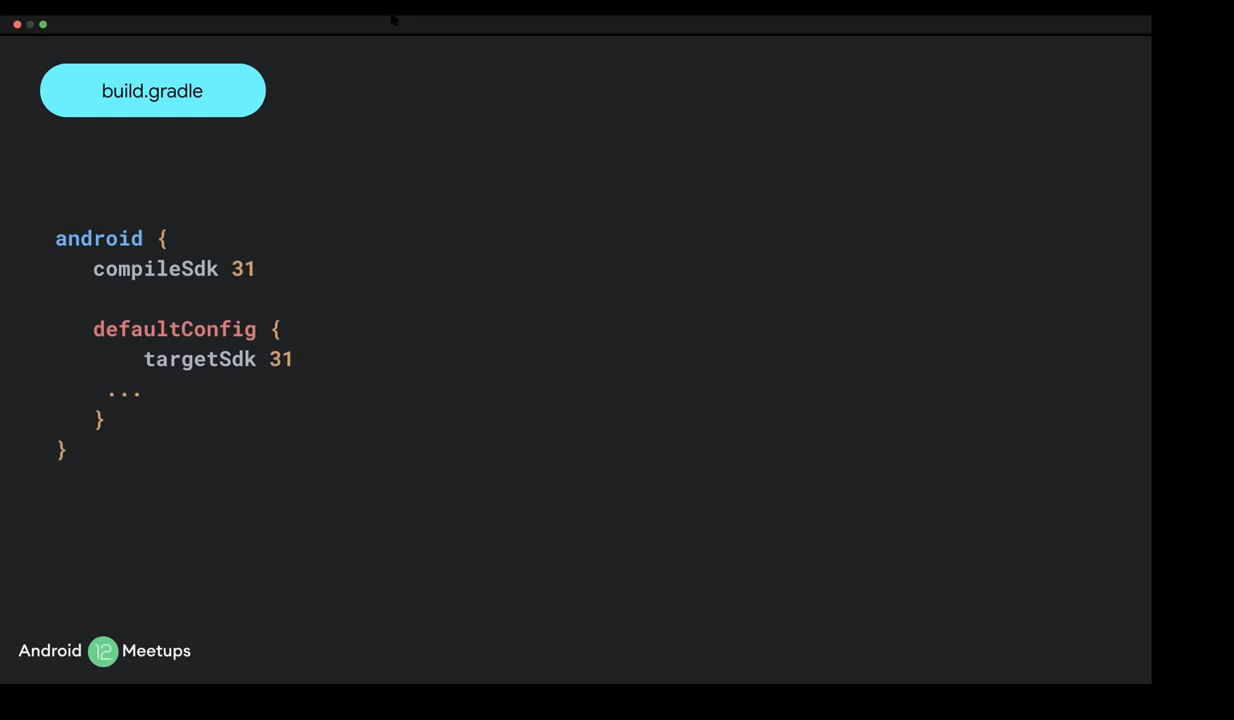 build.gradle
android {
compileSdk 31
defaultConfig {
targetSdk 31
...
}
}
Android 12 Meetups